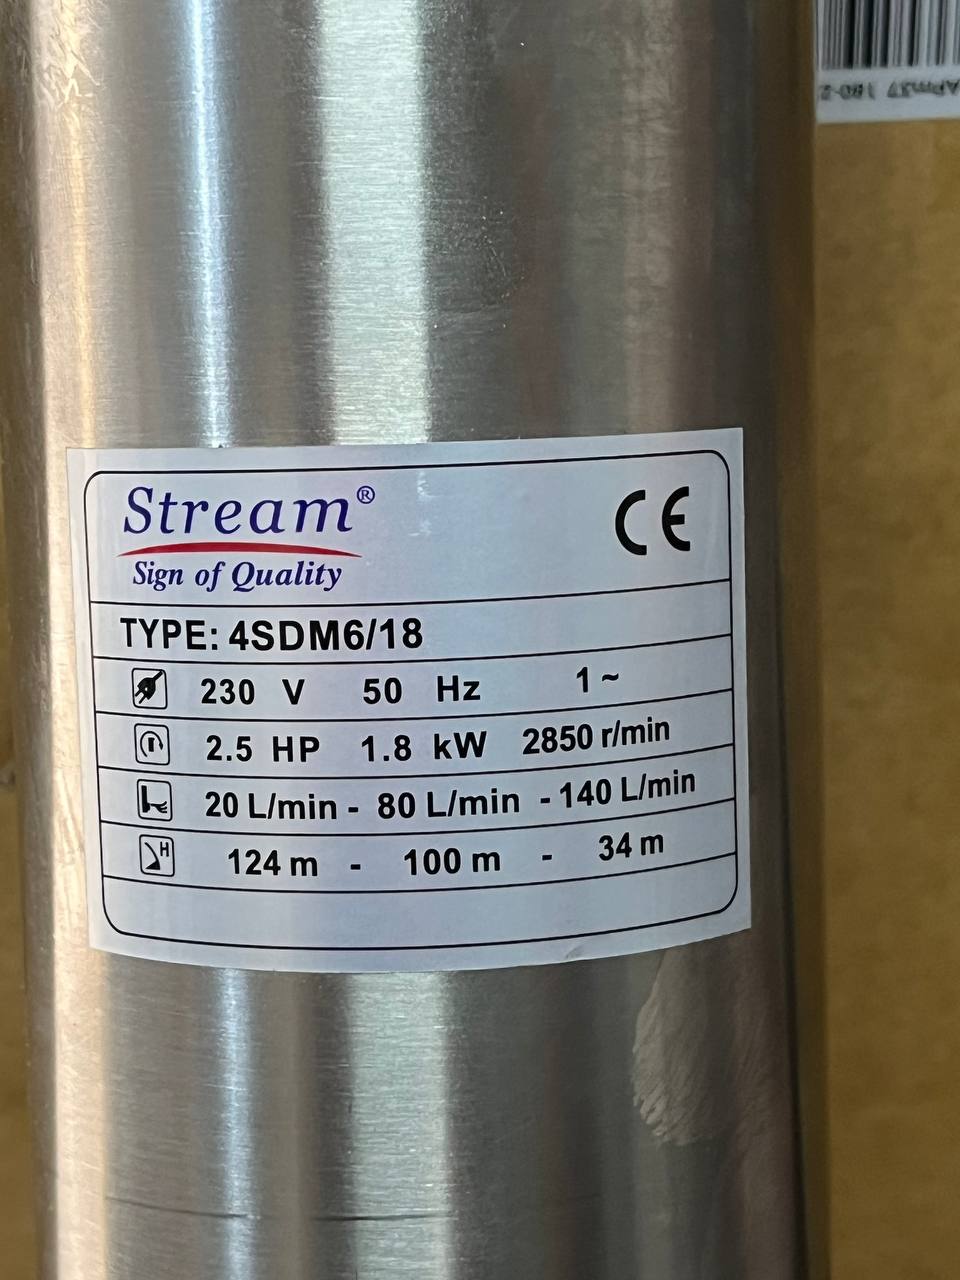 Stream®
CE
Sign of Quality
TYPE: 4SDM6/18
230 V 50 Hz 1~
2.5 HP 1.8 kW 2850 r/min
20 L/min - 80 L/min - 140 L/min
H
124 m - 100 m - 34 m